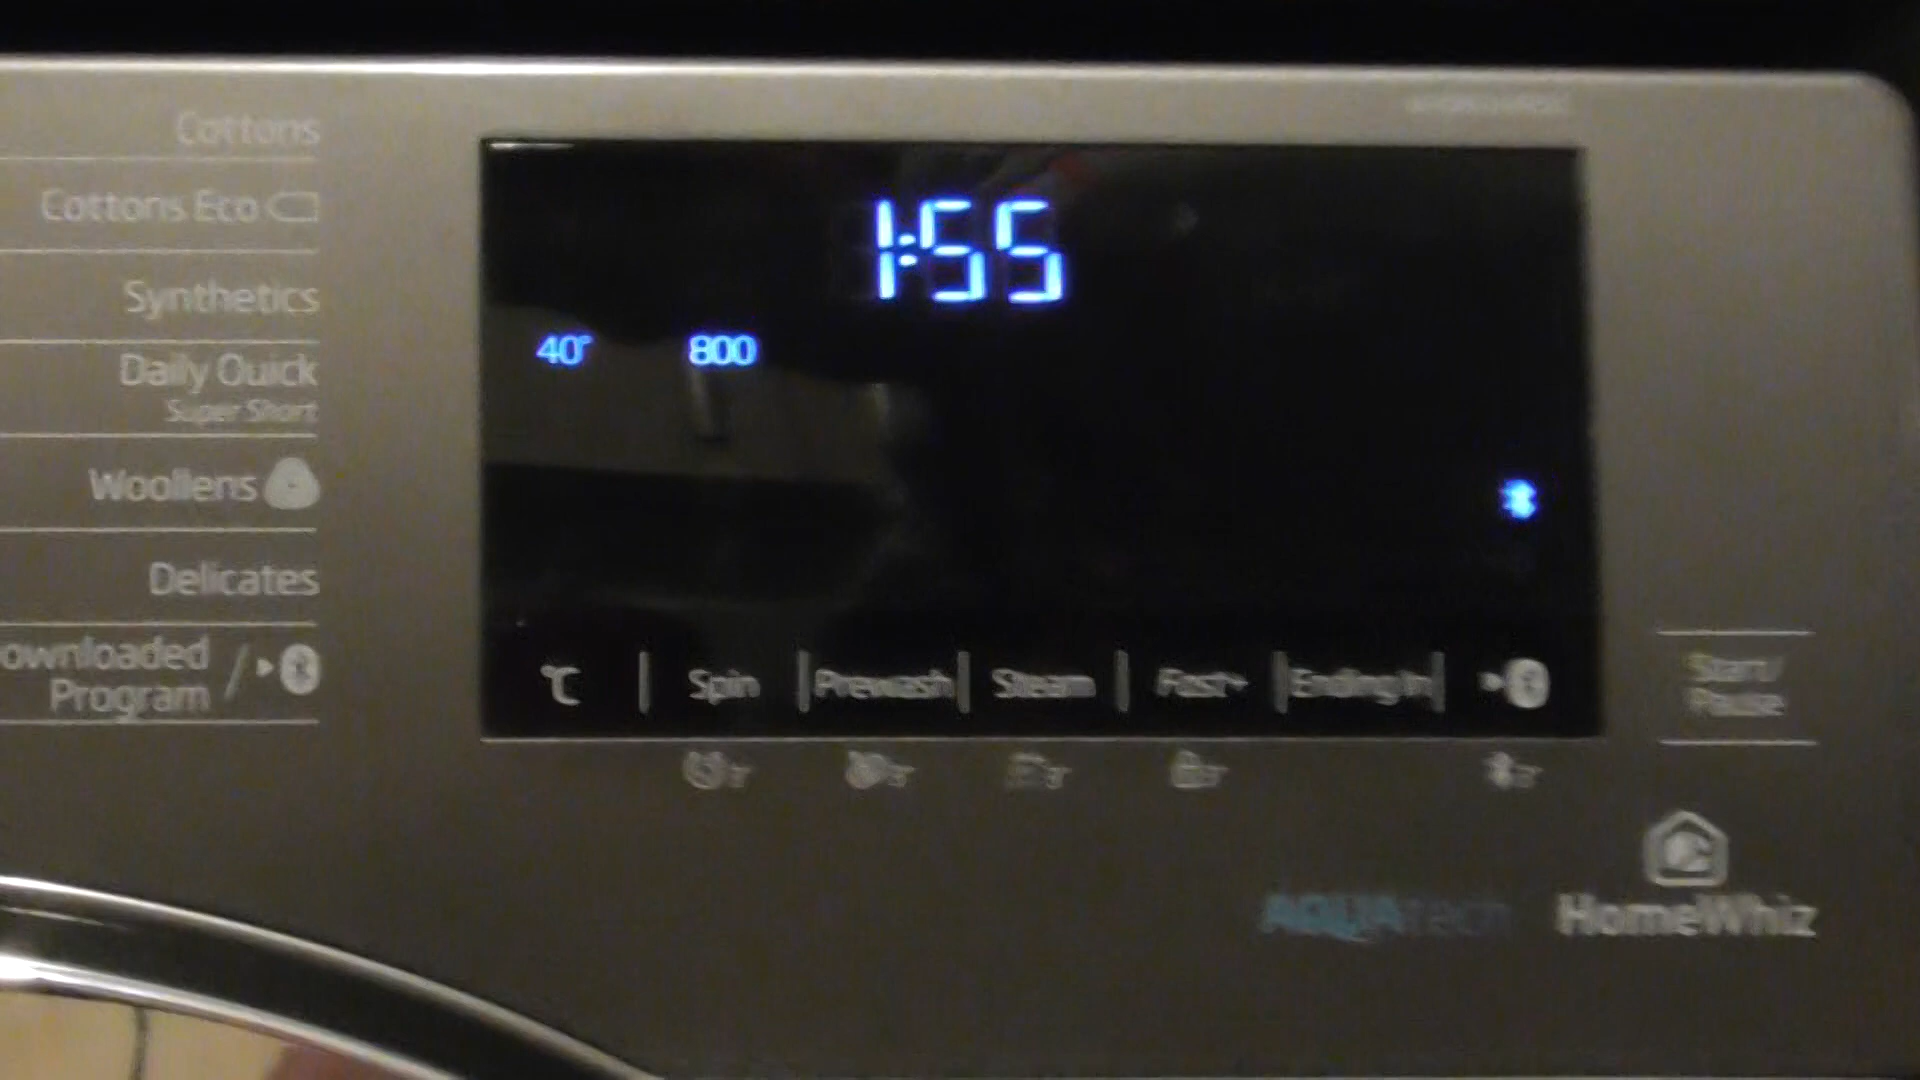 Cottons
Cottons Eco
Synthetics
Daily Quick
Super Short
Woollens
Delicates
ownloaded
Program /
1:55
40°
800
°C | Spin | Prewash | Steam | Fast+ | Ending In |
Start/
Pause
AQUAtech
HomeWhiz